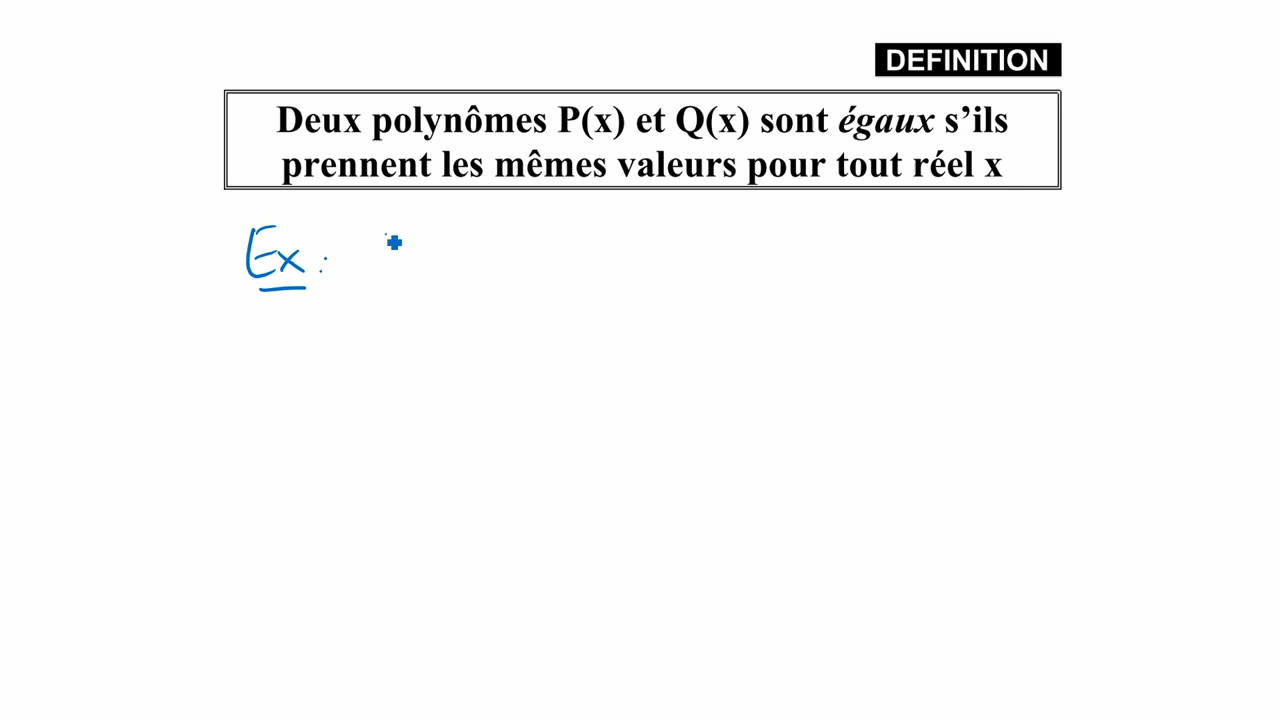 DEFINITION
Deux polynômes P(x) et Q(x) sont égaux s’ils
prennent les mêmes valeurs pour tout réel x
Ex :